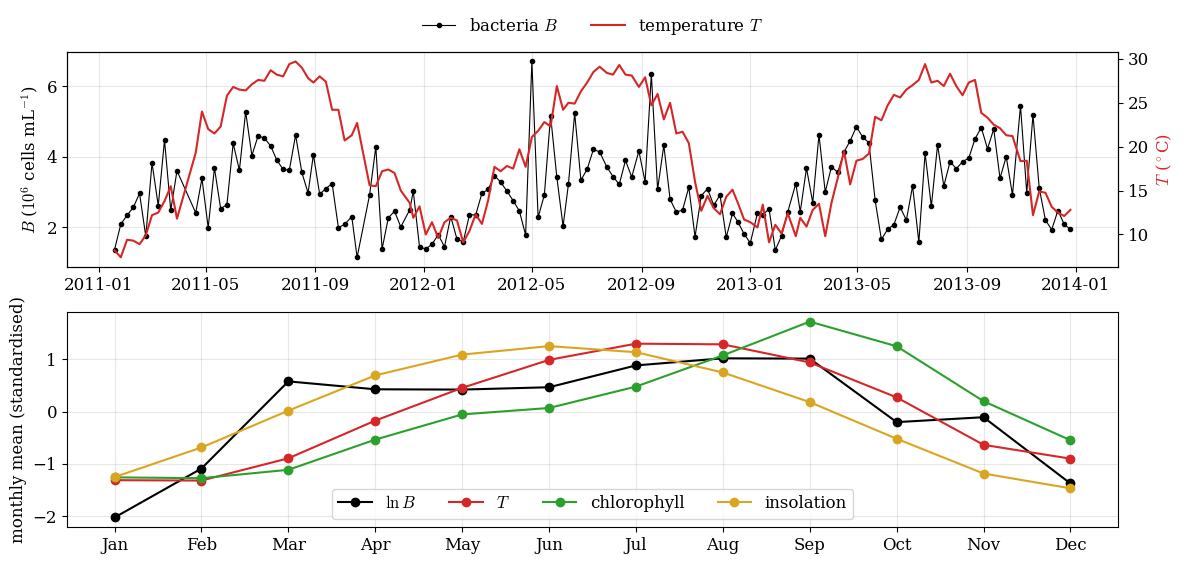 bacteria B temperature T
B (10⁶ cells mL⁻¹)
6
4
2
30
25
20
15
10
T (°C)
2011-01 2011-05 2011-09 2012-01 2012-05 2012-09 2013-01 2013-05 2013-09 2014-01
monthly mean (standardised)
1
0
−1
−2
ln B T chlorophyll insolation
Jan Feb Mar Apr May Jun Jul Aug Sep Oct Nov Dec